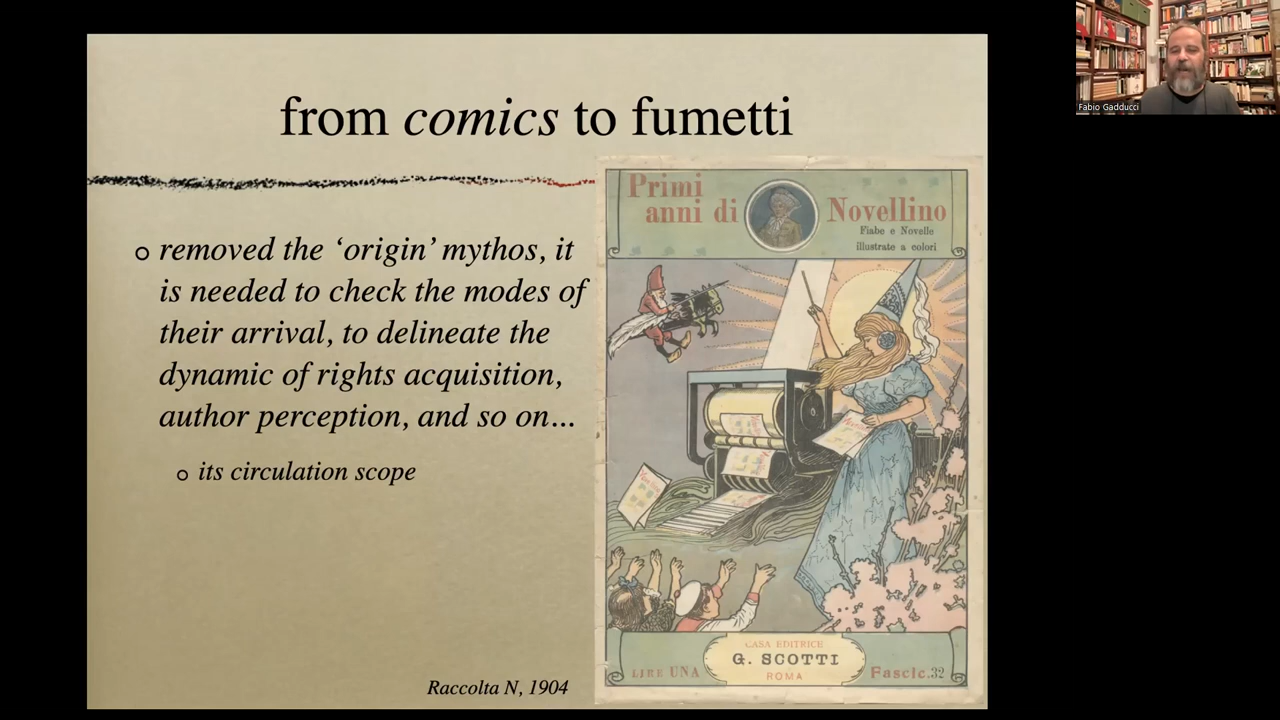 from comics to fumetti
removed the ‘origin’ mythos, it
is needed to check the modes of
their arrival, to delineate the
dynamic of rights acquisition,
author perception, and so on...
its circulation scope
Raccolta N, 1904
Primi
anni di Novellino
Fiabe e Novelle
illustrate a colori
CASA EDITRICE
G. SCOTTI
ROMA
LIRE UNA
Fascic. 32
Fabio Gadducci